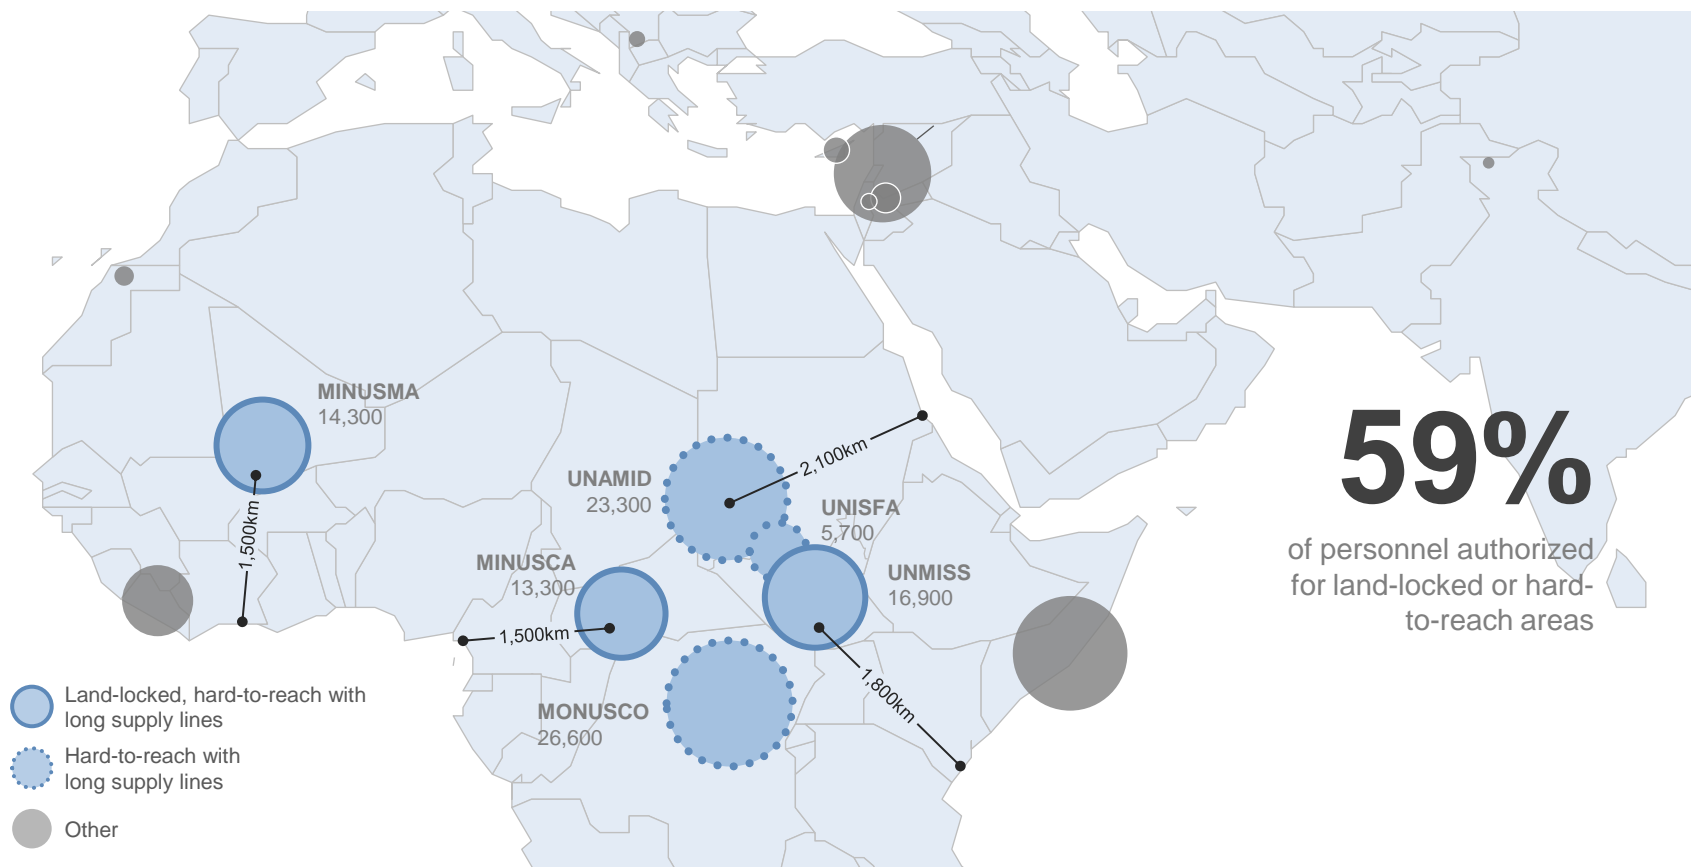 MINUSMA
14,300
2,100km
UNAMID
23,300
UNISFA
5,700
1,500km
MINUSCA
13,300
UNMISS
16,900
1,500km
1,800km
MONUSCO
26,600
59%
of personnel authorized
for land-locked or hard-
to-reach areas
Land-locked, hard-to-reach with
long supply lines
Hard-to-reach with
long supply lines
Other